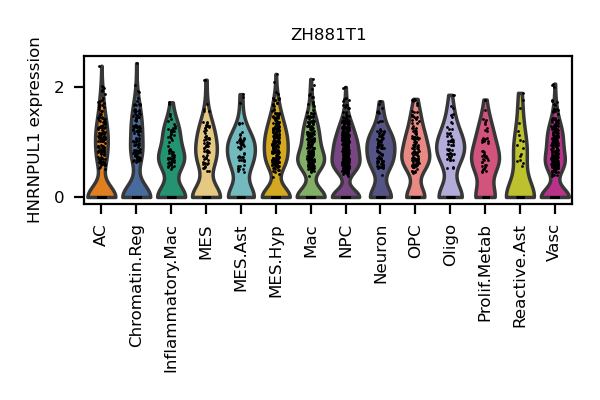 ZH881T1
HNRNPUL1 expression
2
0
AC
Chromatin.Reg
Inflammatory.Mac
MES
MES.Ast
MES.Hyp
Mac
NPC
Neuron
OPC
Oligo
Prolif.Metab
Reactive.Ast
Vasc